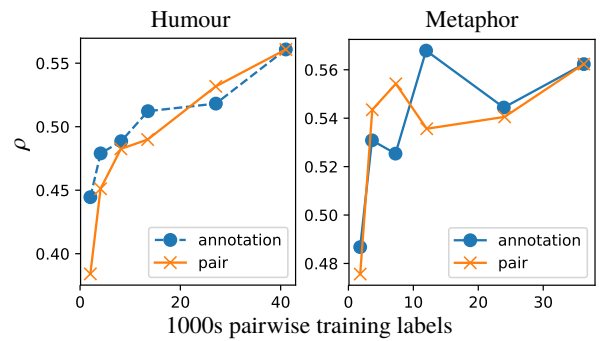 Humour
Metaphor
ρ
0.55
0.50
0.45
0.40
0 20 40
annotation
pair
0.56
0.54
0.52
0.50
0.48
0 10 20 30
annotation
pair
1000s pairwise training labels